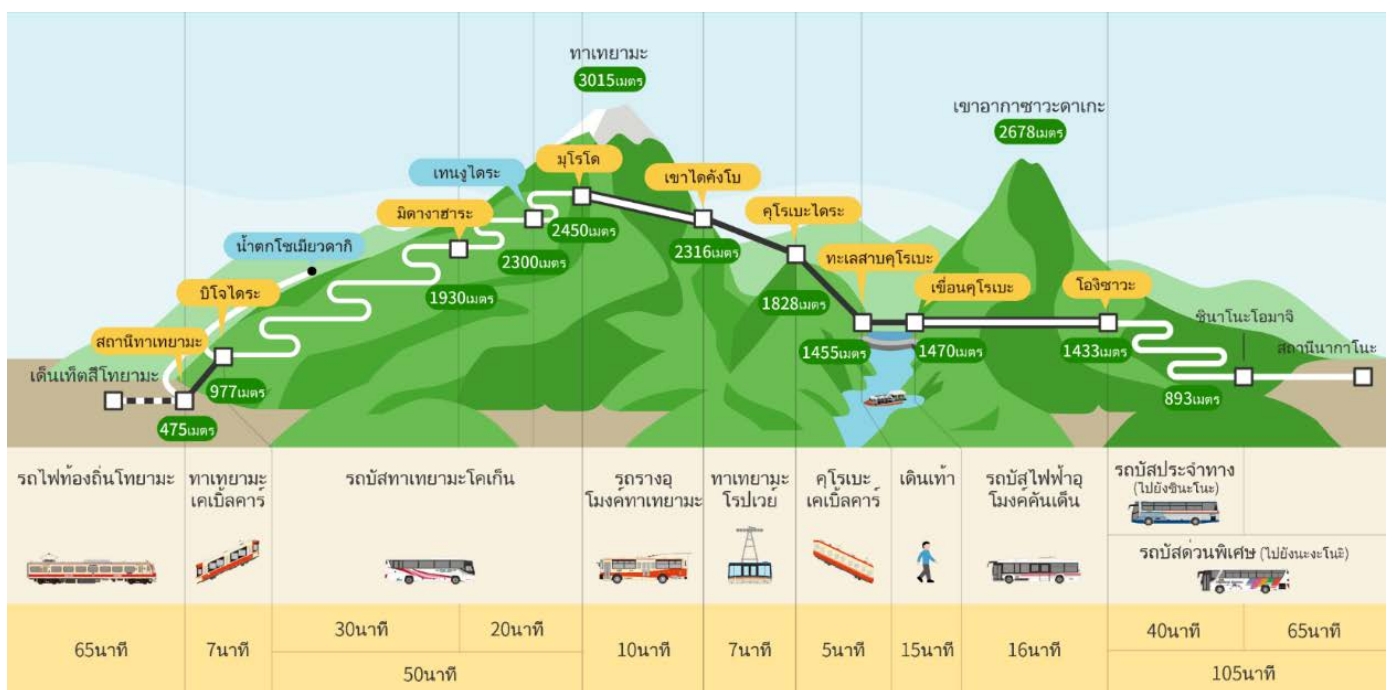 ทาเทยามะ
3015เมตร
เขาอากาซาวะดาเกะ
2678เมตร
เทนงูไดระ
มุโรโด
เขาไดคังโบ
มิดางาฮาระ
คุโรเบะไดระ
น้ำตกโชเมียวดากิ
2450เมตร
2316เมตร
2300เมตร
ทะเลสาบคุโรเบะ
บิโจไดระ
1930เมตร
1828เมตร
เขื่อนคุโรเบะ
โองิซาวะ
ชินาโนะโอมาจิ
สถานีทาเทยามะ
1455เมตร
1470เมตร
1433เมตร
สถานีนากาโนะ
เด็นเท็ตสึโทยามะ
977เมตร
893เมตร
475เมตร
รถไฟท้องถิ่นโทยามะ
ทาเทยามะ
เคเบิ้ลคาร์
รถบัสทาเทยามะโคเก็น
รถรางอุ
โมงค์ทาเทยามะ
ทาเทยามะ
โรปเวย์
คุโรเบะ
เคเบิ้ลคาร์
เดินเท้า
รถบัสไฟฟ้าอุ
โมงค์คันเด็น
รถบัสประจำทาง
(ไปยังชินะโนะ)
รถบัสด่วนพิเศษ (ไปยังนะงะโนะ)
65นาที
7นาที
30นาที
20นาที
50นาที
10นาที
7นาที
5นาที
15นาที
16นาที
40นาที
65นาที
105นาที